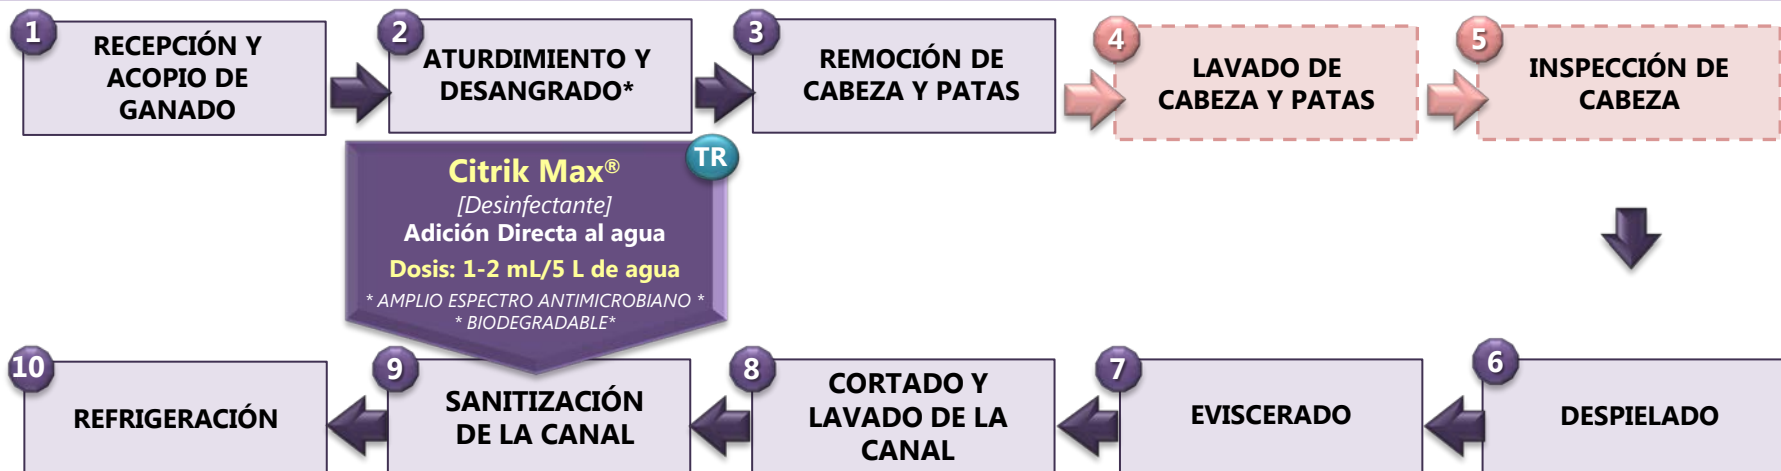 1
RECEPCIÓN Y
ACOPIO DE
GANADO
2
ATURDIMIENTO Y
DESANGRADO*
3
REMOCIÓN DE
CABEZA Y PATAS
4
LAVADO DE
CABEZA Y PATAS
5
INSPECCIÓN DE
CABEZA
TR
Citrik Max®
[Desinfectante]
Adición Directa al agua
Dosis: 1-2 mL/5 L de agua
* AMPLIO ESPECTRO ANTIMICROBIANO *
* BIODEGRADABLE*
10
REFRIGERACIÓN
9
SANITIZACIÓN
DE LA CANAL
8
CORTADO Y
LAVADO DE LA
CANAL
7
EVISCERADO
6
DESPIELADO